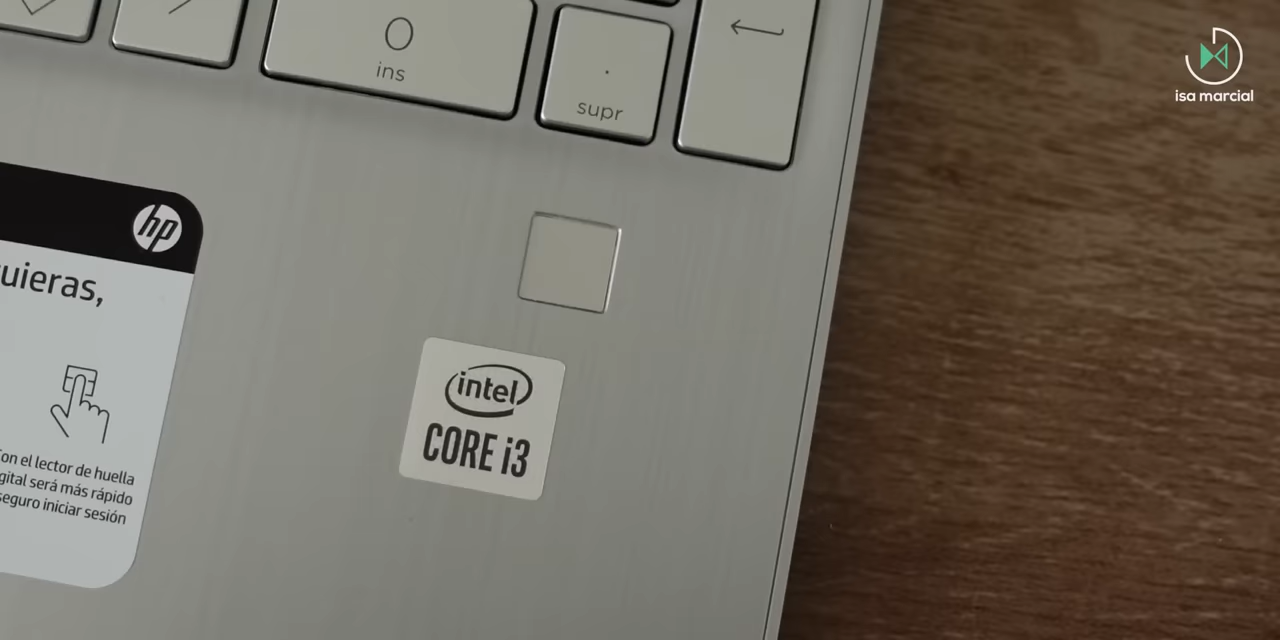 0
ins
.
supr
isa marcial
hp
uieras,
on el lector de huella
gital será más rápido
seguro iniciar sesión
intel
CORE i3